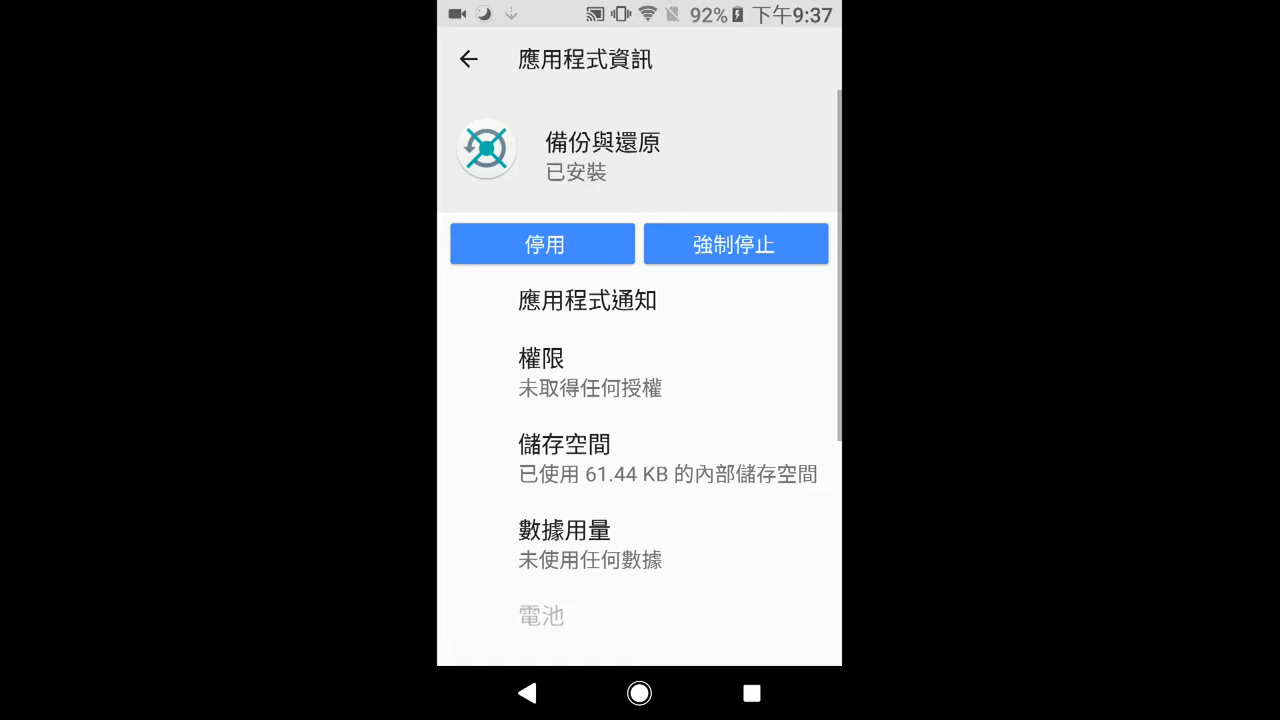 92% 下午9:37
應用程式資訊
備份與還原
已安裝
停用
強制停止
應用程式通知
權限
未取得任何授權
儲存空間
已使用 61.44 KB 的內部儲存空間
數據用量
未使用任何數據
電池